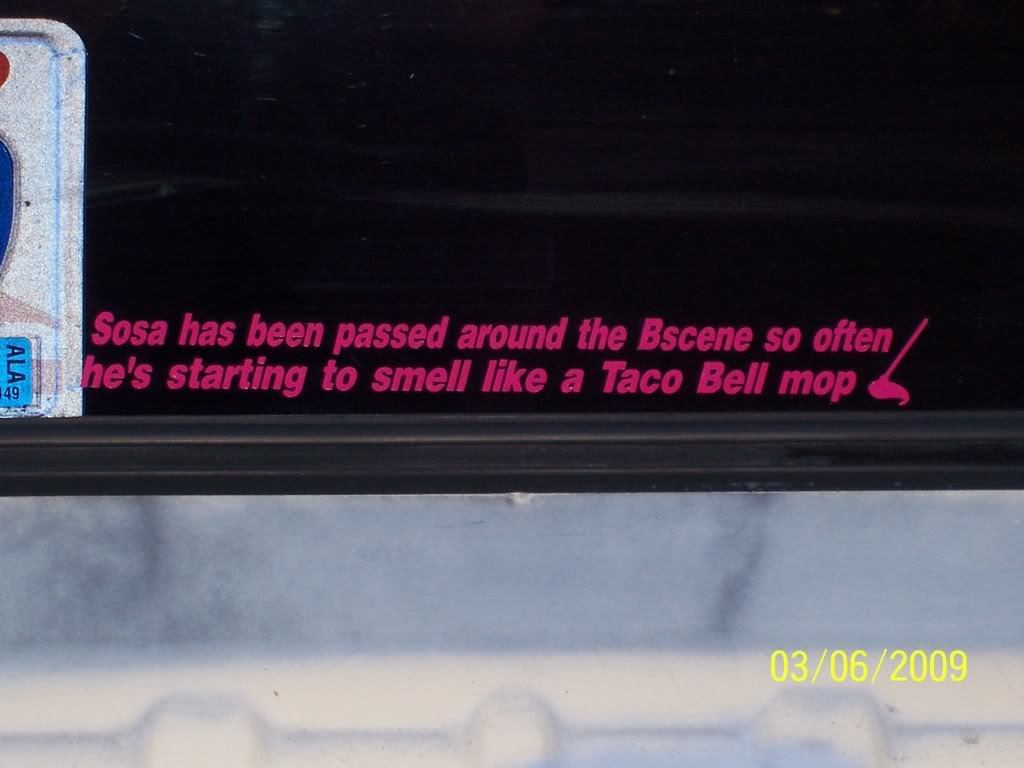 Sosa has been passed around the Bscene so often
he's starting to smell like a Taco Bell mop
ALA
149
03/06/2009